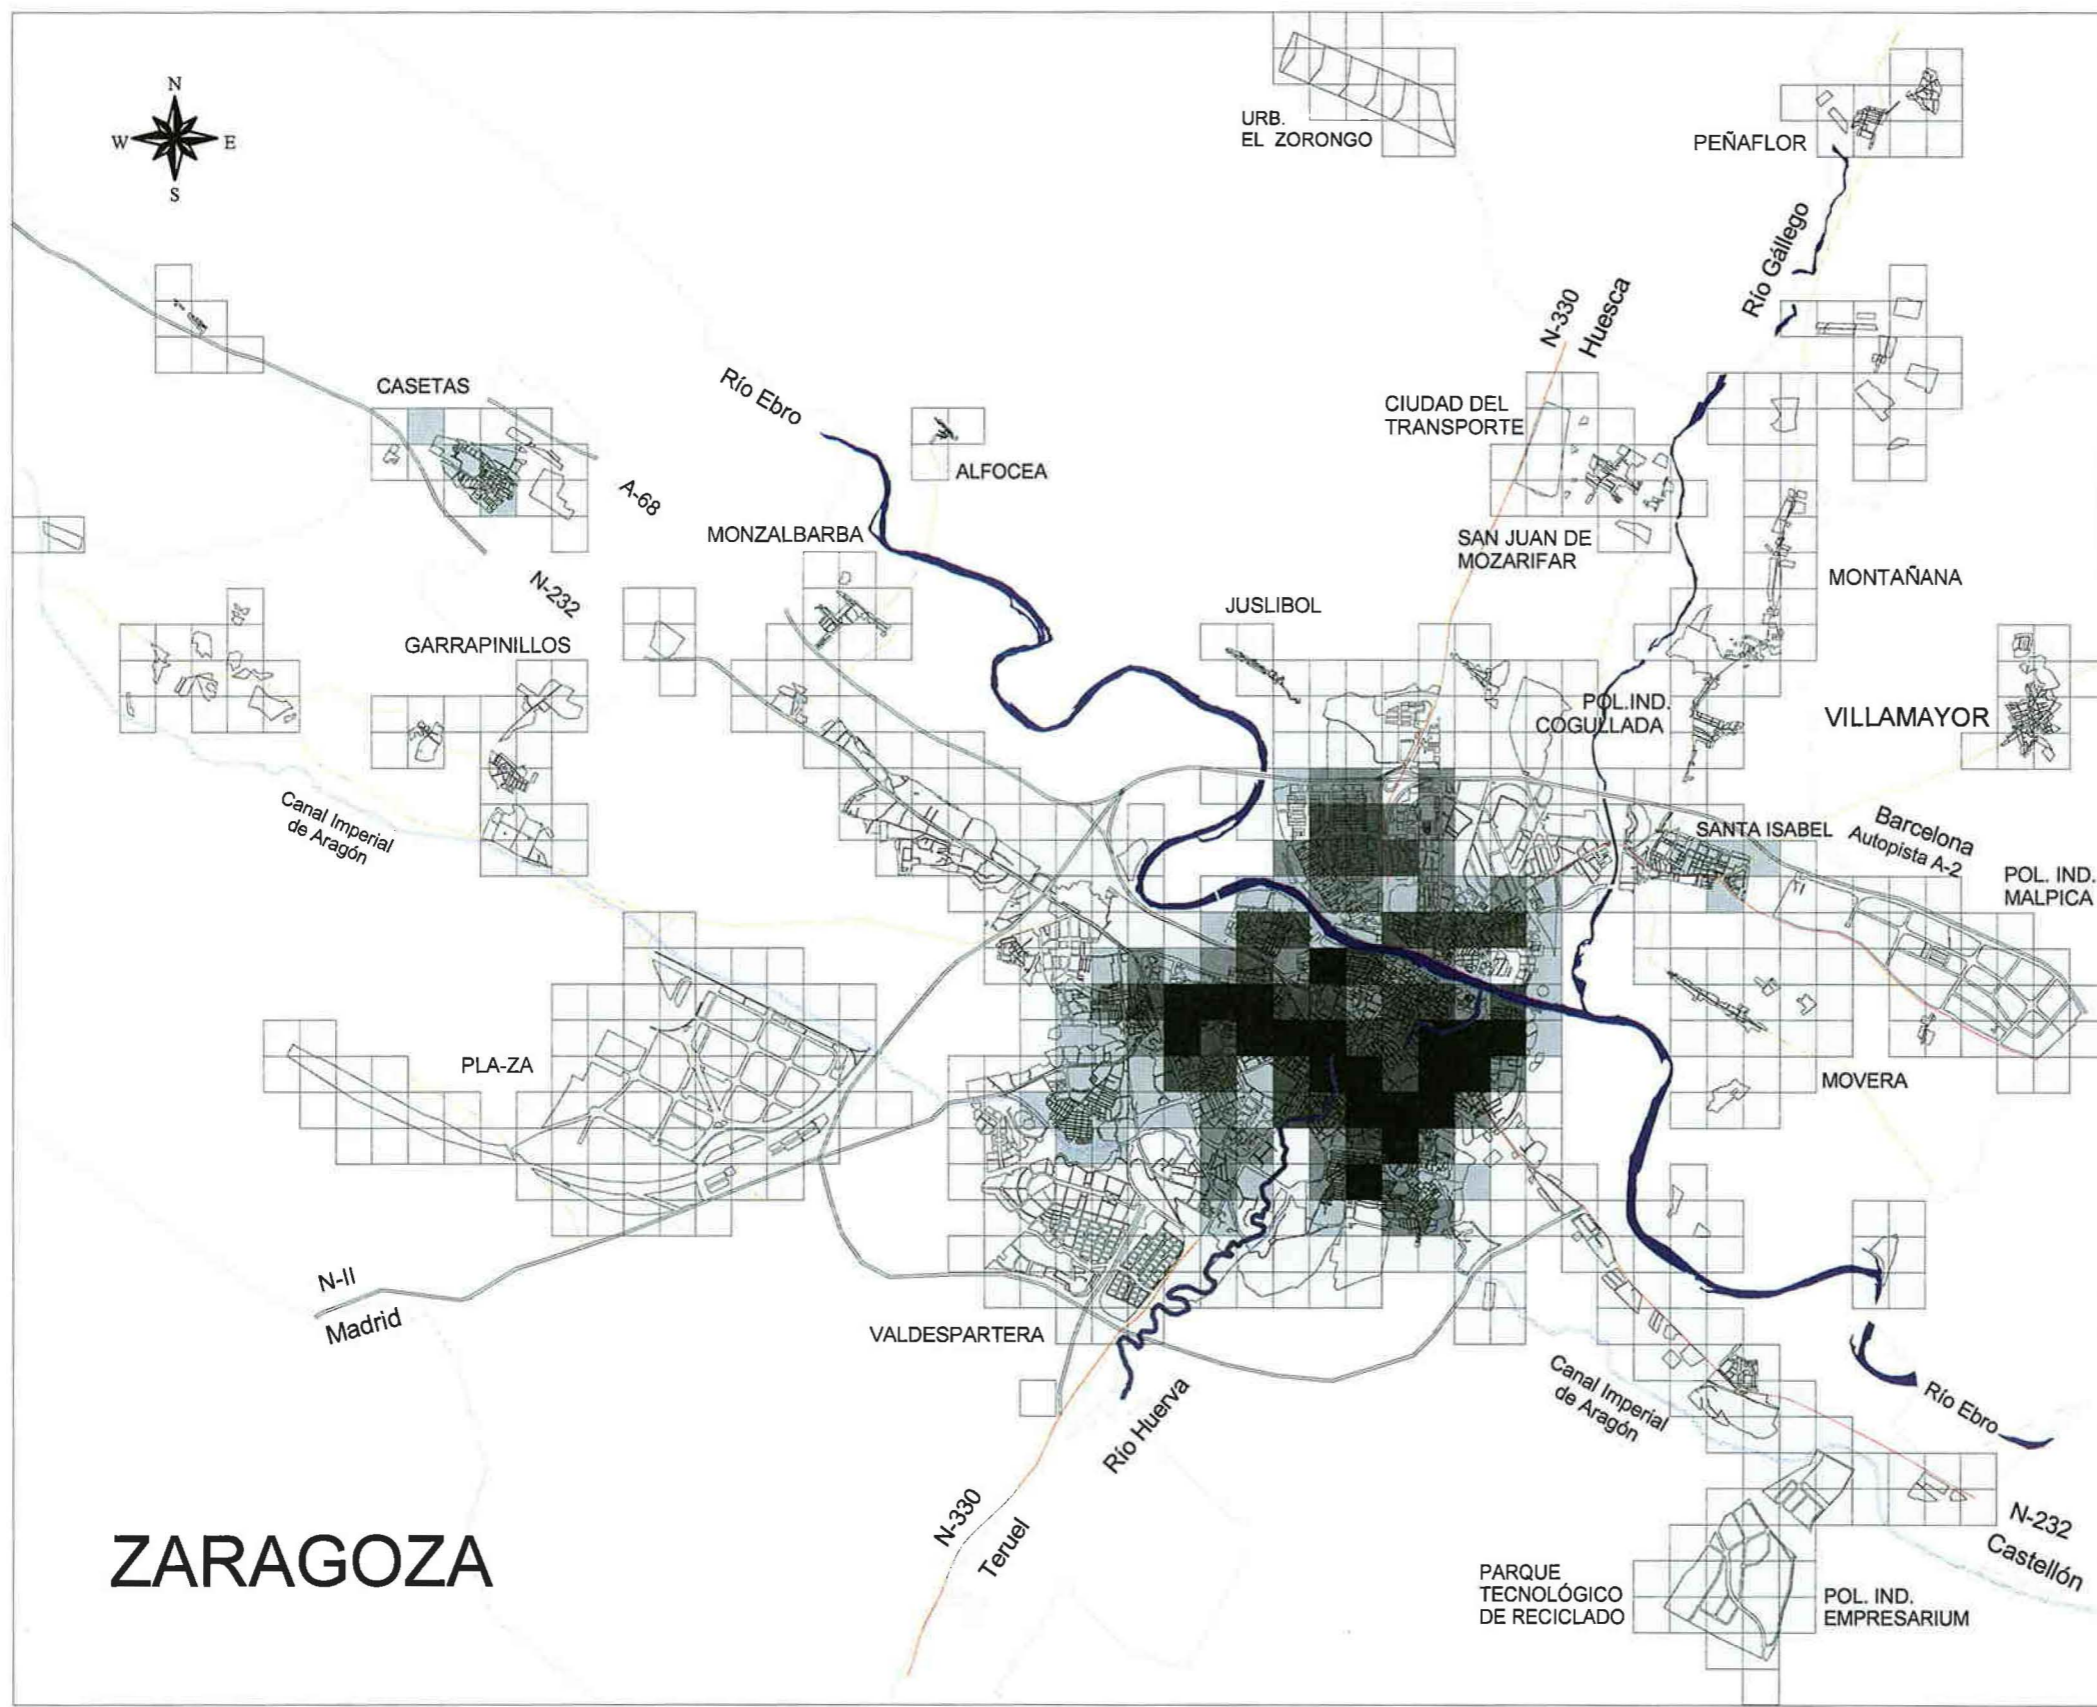 N
W
E
S
URB.
EL ZORONGO
PEÑAFLOR
Río Gállego
N-330
Huesca
CASETAS
Río Ebro
CIUDAD DEL
TRANSPORTE
ALFOCEA
A-68
MONZALBARBA
SAN JUAN DE
MOZARIFAR
MONTAÑANA
N-232
JUSLIBOL
GARRAPINILLOS
POL.IND.
COGULLADA
VILLAMAYOR
Canal Imperial
de Aragón
SANTA ISABEL
Barcelona
Autopista A-2
POL. IND.
MALPICA
PLA-ZA
MOVERA
N-II
Madrid
VALDESPARTERA
Río Huerva
Canal Imperial
de Aragón
Río Ebro
N-330
Teruel
N-232
Castellón
ZARAGOZA
PARQUE
TECNOLÓGICO
DE RECICLADO
POL. IND.
EMPRESARIUM